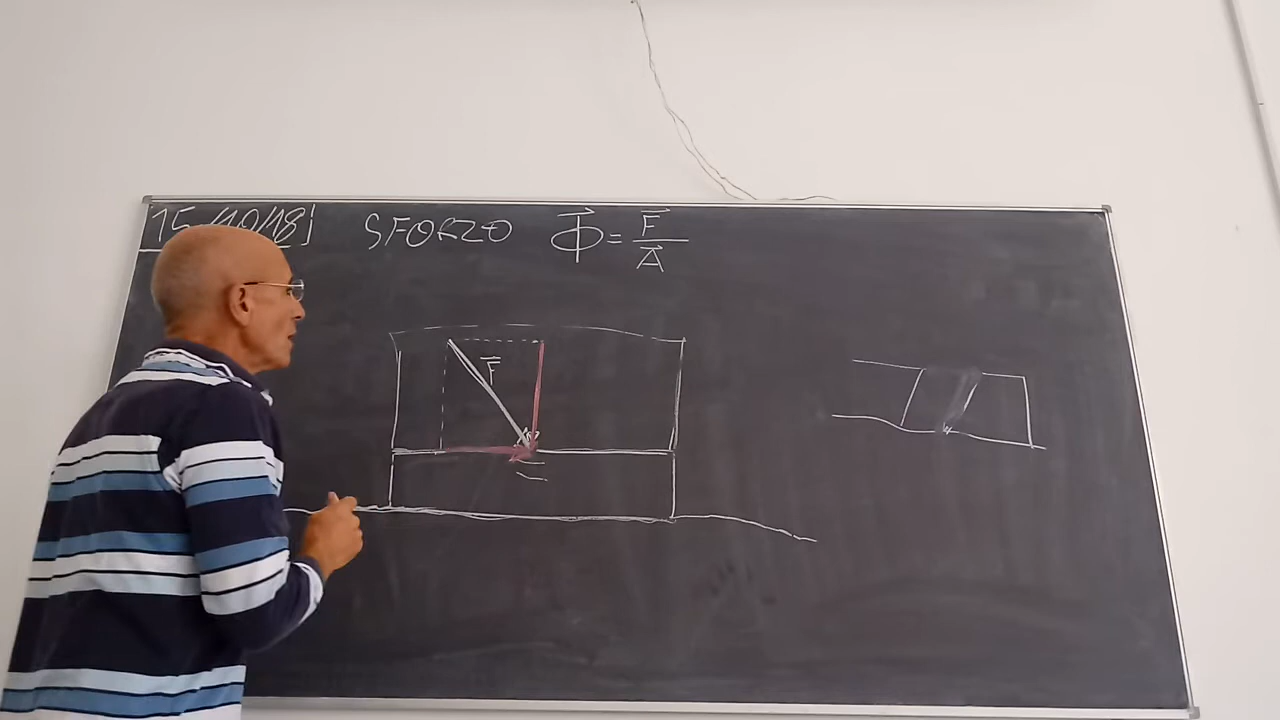 15/10/18 SFORZO Φ⃗ = F⃗ / A⃗
F⃗